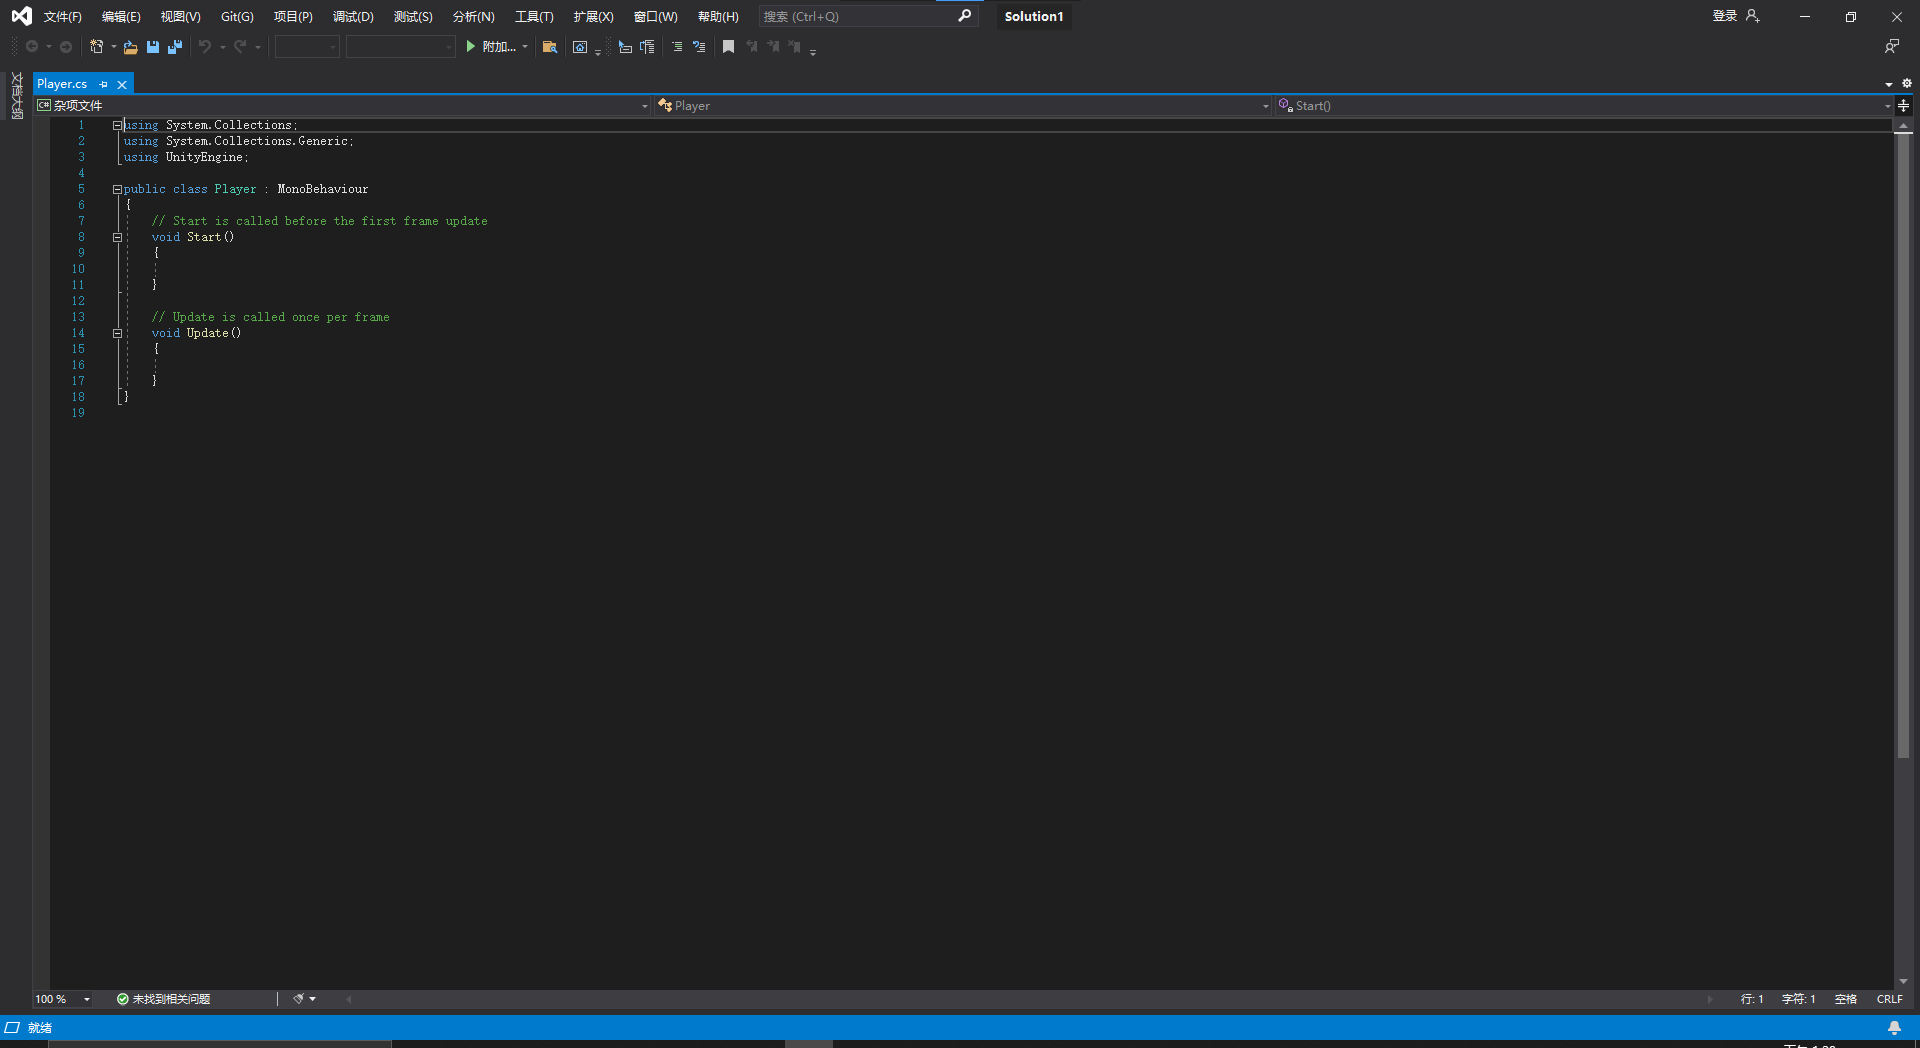 文件(F) 编辑(E) 视图(V) Git(G) 项目(P) 调试(D) 测试(S) 分析(N) 工具(T) 扩展(X) 窗口(W) 帮助(H) 搜索 (Ctrl+Q) Solution1 登录
附加...
文档大纲
Player.cs
C# 杂项文件 Player Start()
1 using System.Collections;
2 using System.Collections.Generic;
3 using UnityEngine;
4
5 public class Player : MonoBehaviour
6 {
7 // Start is called before the first frame update
8 void Start()
9 {
10
11 }
12
13 // Update is called once per frame
14 void Update()
15 {
16
17 }
18 }
19
100 % 未找到相关问题 行: 1 字符: 1 空格 CRLF
就绪